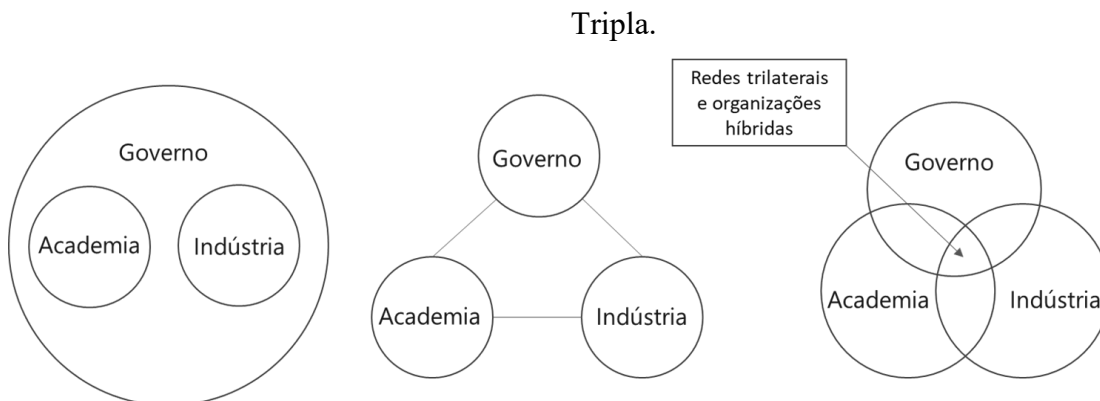 Tripla.
Governo
Academia
Indústria
Governo
Academia
Indústria
Redes trilaterais
e organizações
híbridas
Governo
Academia
Indústria